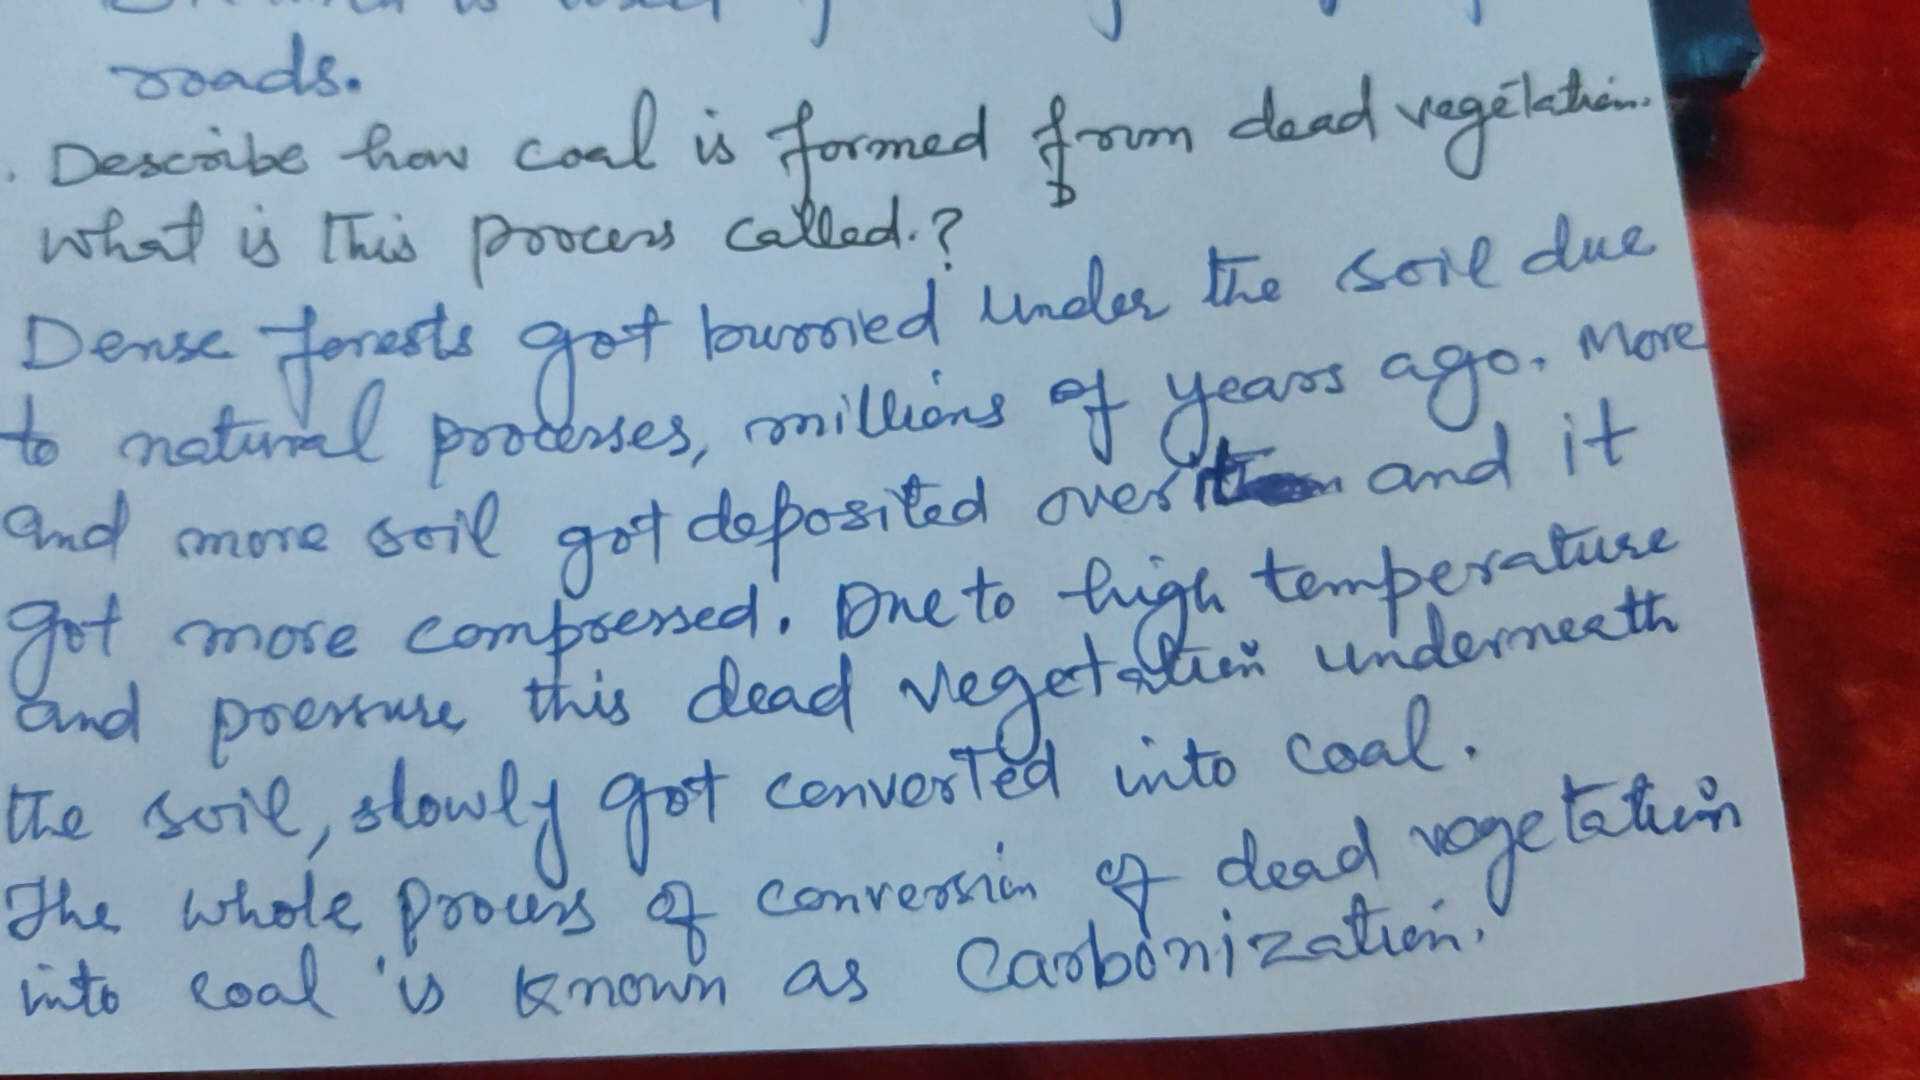 roads.
. Describe how coal is formed from dead vegetation.
What is this process called.?
Dense forests got burried under the soil due
to natural processes, millions of years ago. More
and more soil got deposited over it and it
got more compressed. Due to high temperature
and pressure, this dead vegetation underneath
the soil, slowly got converted into coal.
The whole process of conversion of dead vegetation
into coal is known as Carbonization.